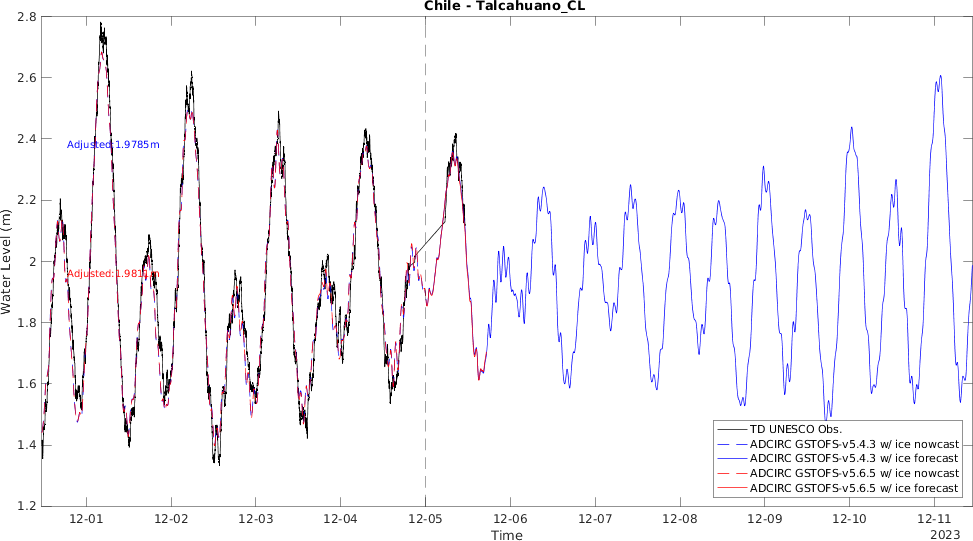 Chile - Talcahuano_CL
2.8
2.6
2.4
2.2
2
1.8
1.6
1.4
1.2
Water Level (m)
Adjusted:1.9785m
Adjusted:1.9811m
TD UNESCO Obs.
ADCIRC GSTOFS-v5.4.3 w/ ice nowcast
ADCIRC GSTOFS-v5.4.3 w/ ice forecast
ADCIRC GSTOFS-v5.6.5 w/ ice nowcast
ADCIRC GSTOFS-v5.6.5 w/ ice forecast
12-01 12-02 12-03 12-04 12-05 12-06 12-07 12-08 12-09 12-10 12-11
2023
Time